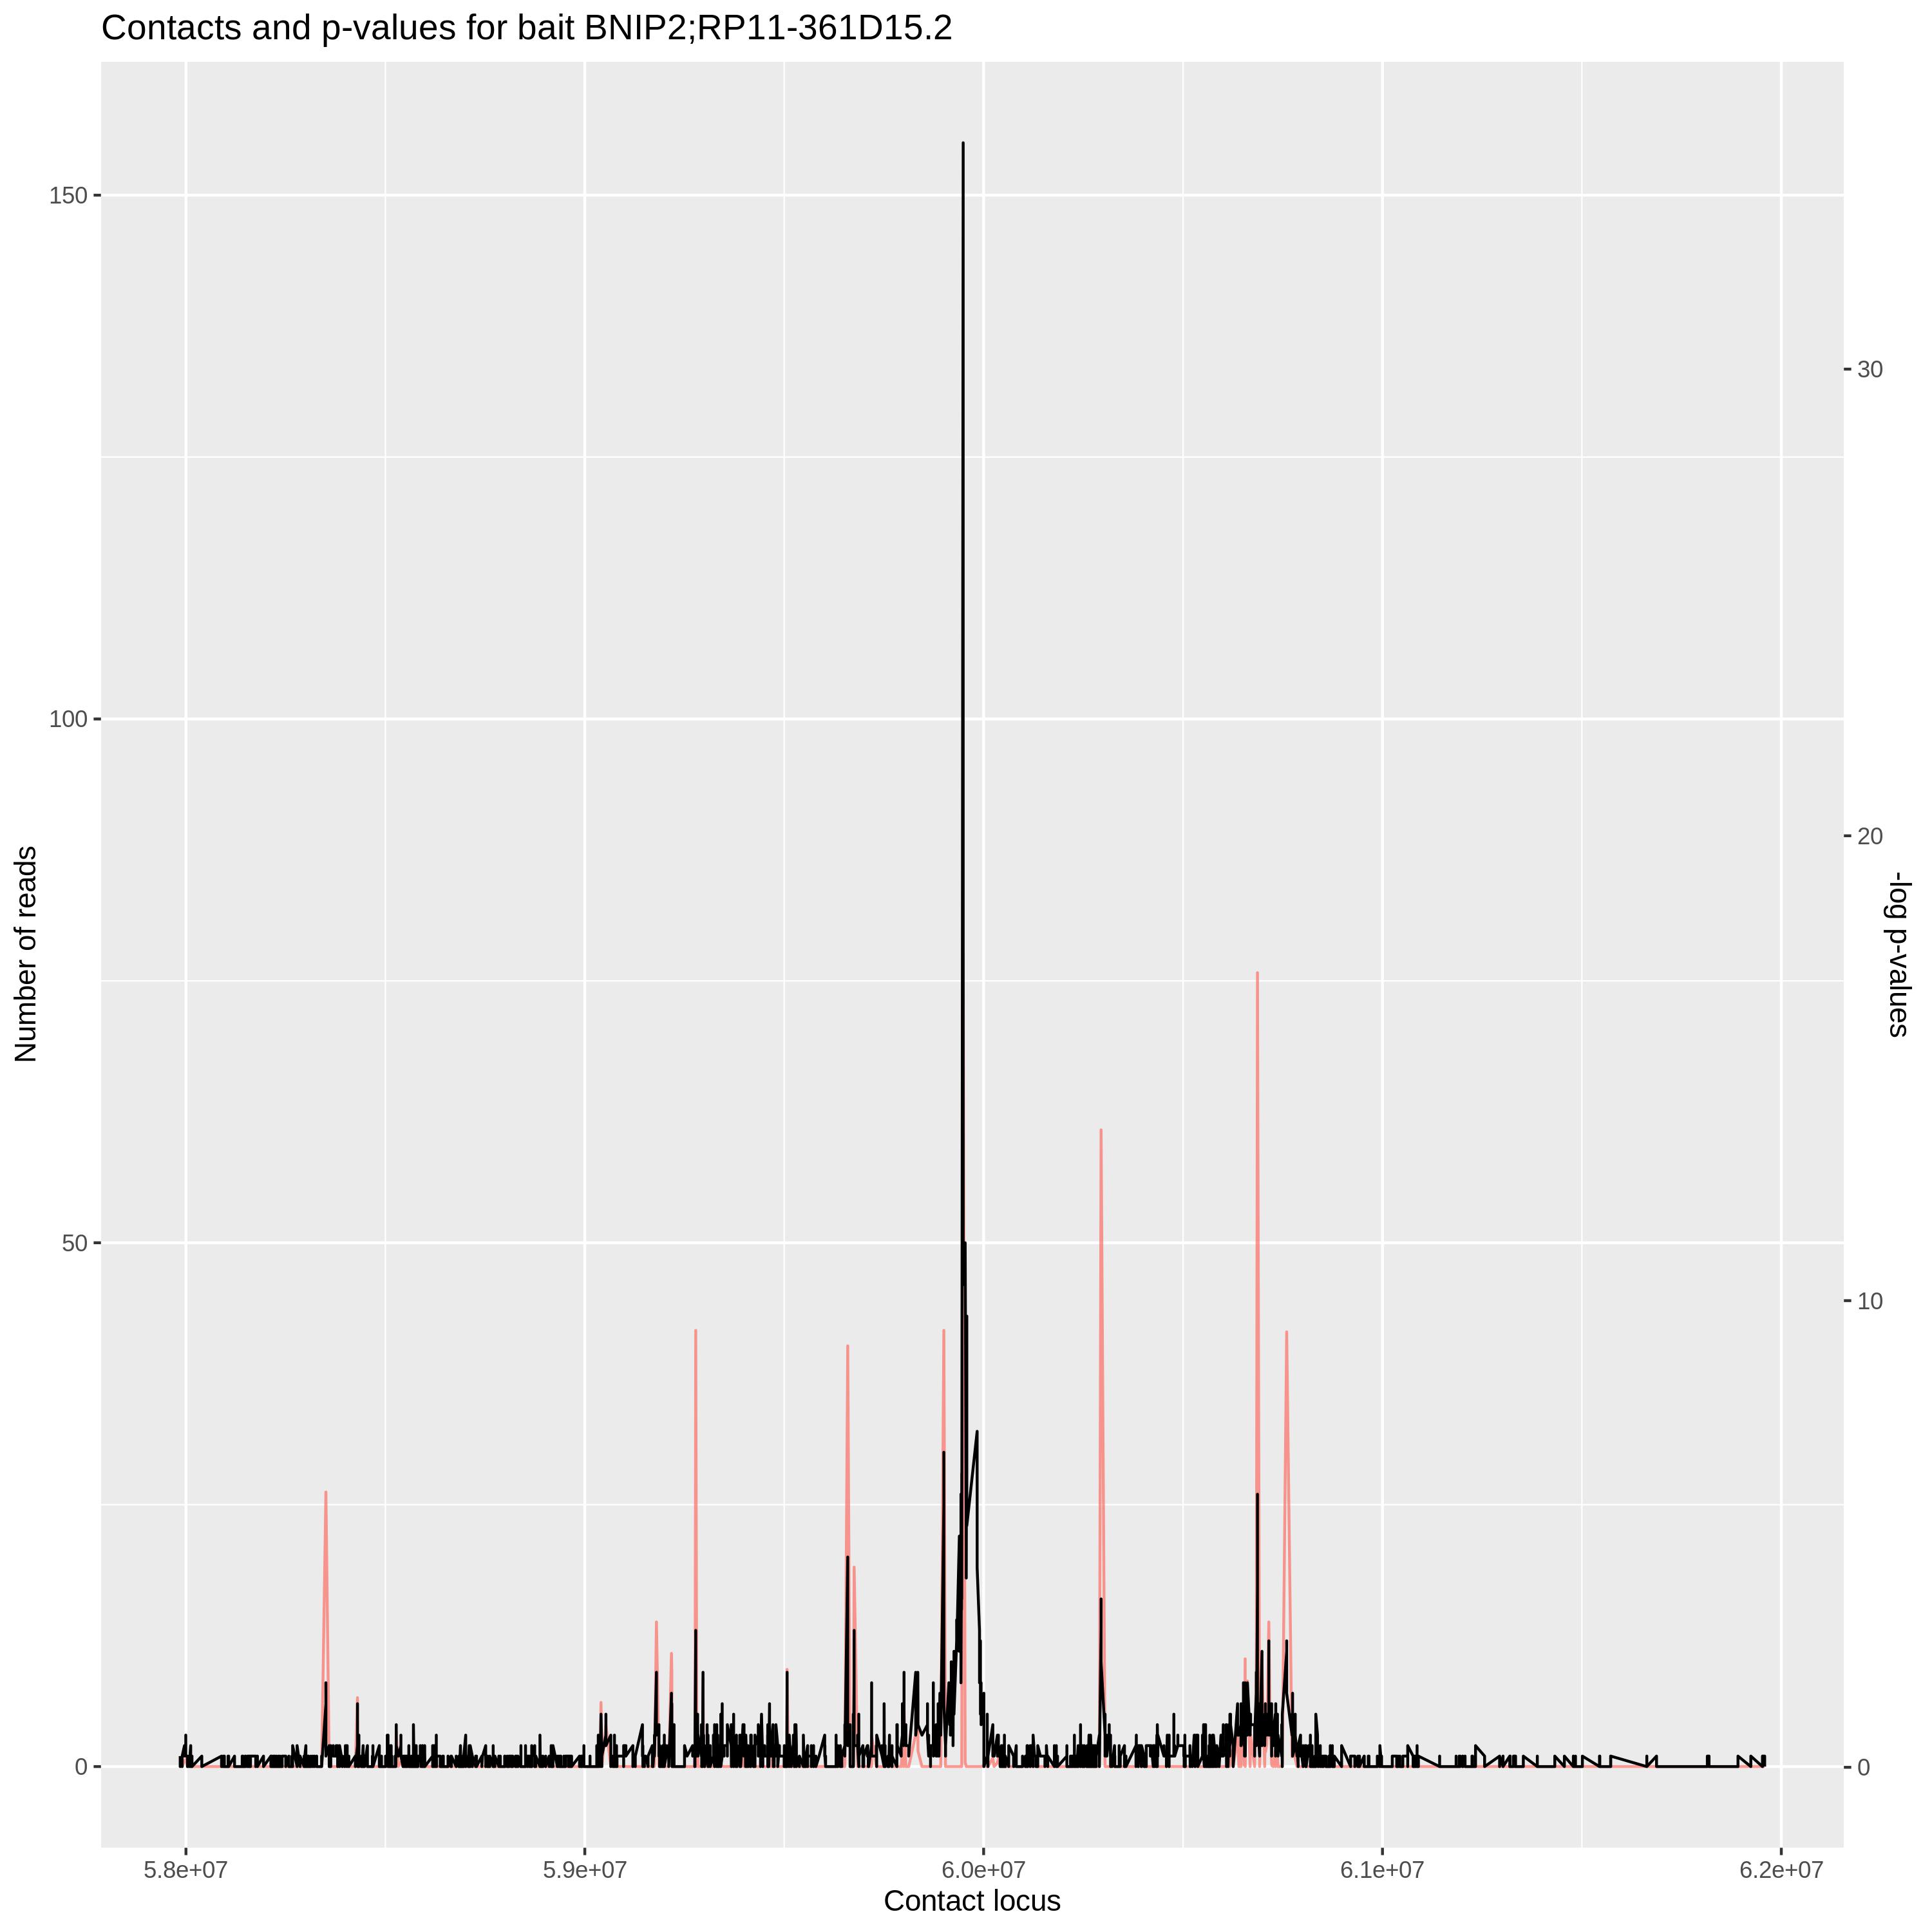 Contacts and p-values for bait BNIP2;RP11-361D15.2
150
100
50
0
Number of reads
30
20
10
0
-log p-values
5.8e+07
5.9e+07
6.0e+07
6.1e+07
6.2e+07
Contact locus